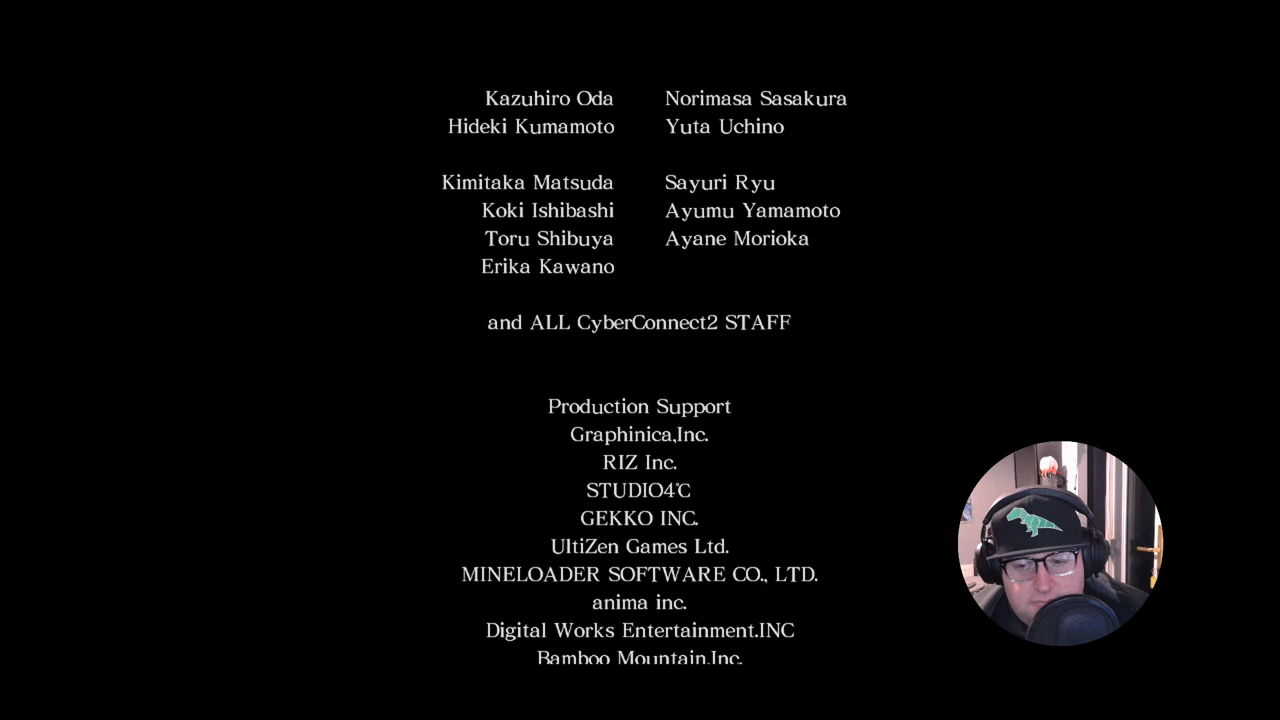 Kazuhiro Oda Norimasa Sasakura
Hideki Kumamoto Yuta Uchino
Kimitaka Matsuda Sayuri Ryu
Koki Ishibashi Ayumu Yamamoto
Toru Shibuya Ayane Morioka
Erika Kawano
and ALL CyberConnect2 STAFF
Production Support
Graphinica,Inc.
RIZ Inc.
STUDIO4℃
GEKKO INC.
UltiZen Games Ltd.
MINELOADER SOFTWARE CO., LTD.
anima inc.
Digital Works Entertainment.INC
Bamboo Mountain,Inc.